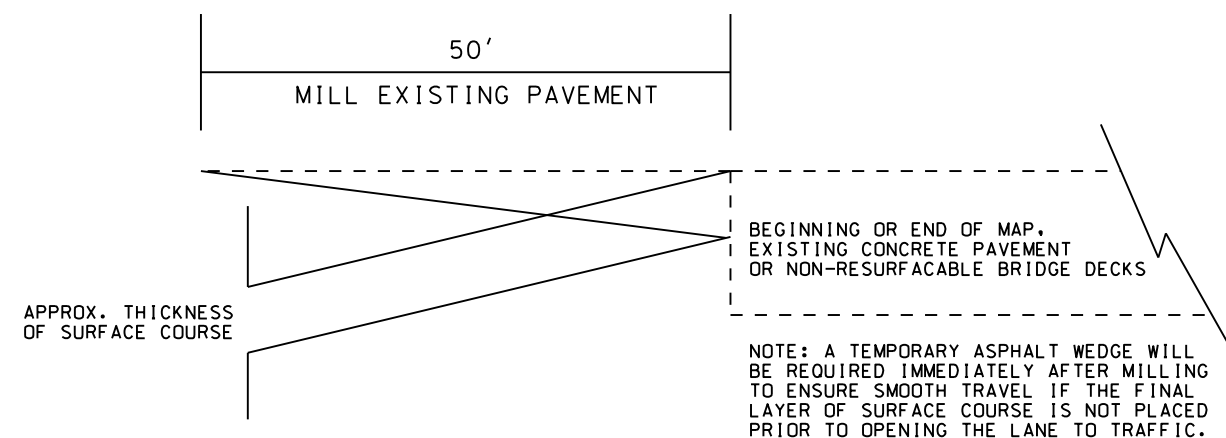 50'
MILL EXISTING PAVEMENT
BEGINNING OR END OF MAP,
EXISTING CONCRETE PAVEMENT
OR NON-RESURFACABLE BRIDGE DECKS
APPROX. THICKNESS
OF SURFACE COURSE
NOTE: A TEMPORARY ASPHALT WEDGE WILL
BE REQUIRED IMMEDIATELY AFTER MILLING
TO ENSURE SMOOTH TRAVEL IF THE FINAL
LAYER OF SURFACE COURSE IS NOT PLACED
PRIOR TO OPENING THE LANE TO TRAFFIC.